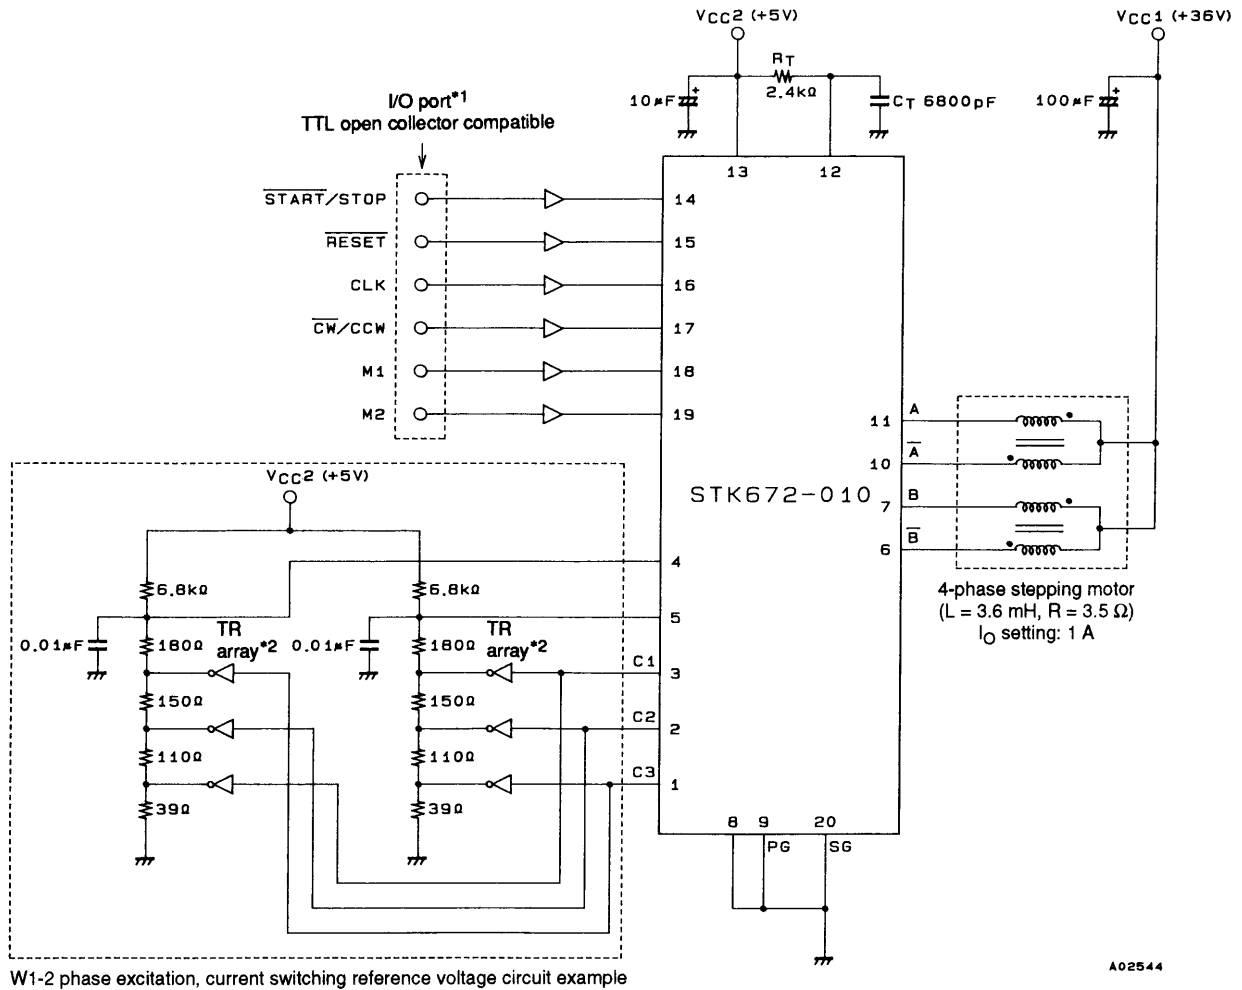 VCC2 (+5V)
VCC1 (+36V)
RT
2.4kΩ
10µF
+
CT 6800pF
100µF
+
I/O port*1
TTL open collector compatible
13
12
S̅T̅A̅R̅T̅/STOP
14
R̅E̅S̅E̅T̅
15
CLK
16
C̅W̅/CCW
17
M1
18
M2
19
11
A
10
A̅
STK672-010
7
B
6
B̅
4-phase stepping motor
(L = 3.6 mH, R = 3.5 Ω)
IO setting: 1 A
VCC2 (+5V)
4
6.8kΩ
6.8kΩ
5
0.01µF
180Ω
TR
array*2
0.01µF
180Ω
TR
array*2
C1
3
150Ω
150Ω
C2
2
110Ω
110Ω
C3
1
39Ω
39Ω
8
9
20
PG
SG
W1-2 phase excitation, current switching reference voltage circuit example
A02544